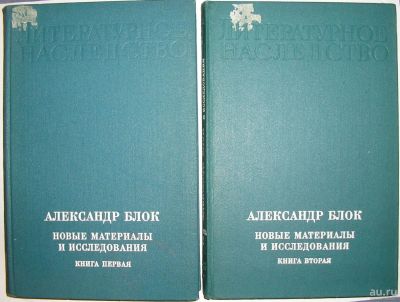 ЛИТЕРАТУРНОЕ
НАСЛЕДСТВО
АЛЕКСАНДР БЛОК
НОВЫЕ МАТЕРИАЛЫ
И ИССЛЕДОВАНИЯ
КНИГА ПЕРВАЯ
ЛИТЕРАТУРНОЕ
НАСЛЕДСТВО
АЛЕКСАНДР БЛОК
НОВЫЕ МАТЕРИАЛЫ
И ИССЛЕДОВАНИЯ
КНИГА ВТОРАЯ
au.ru